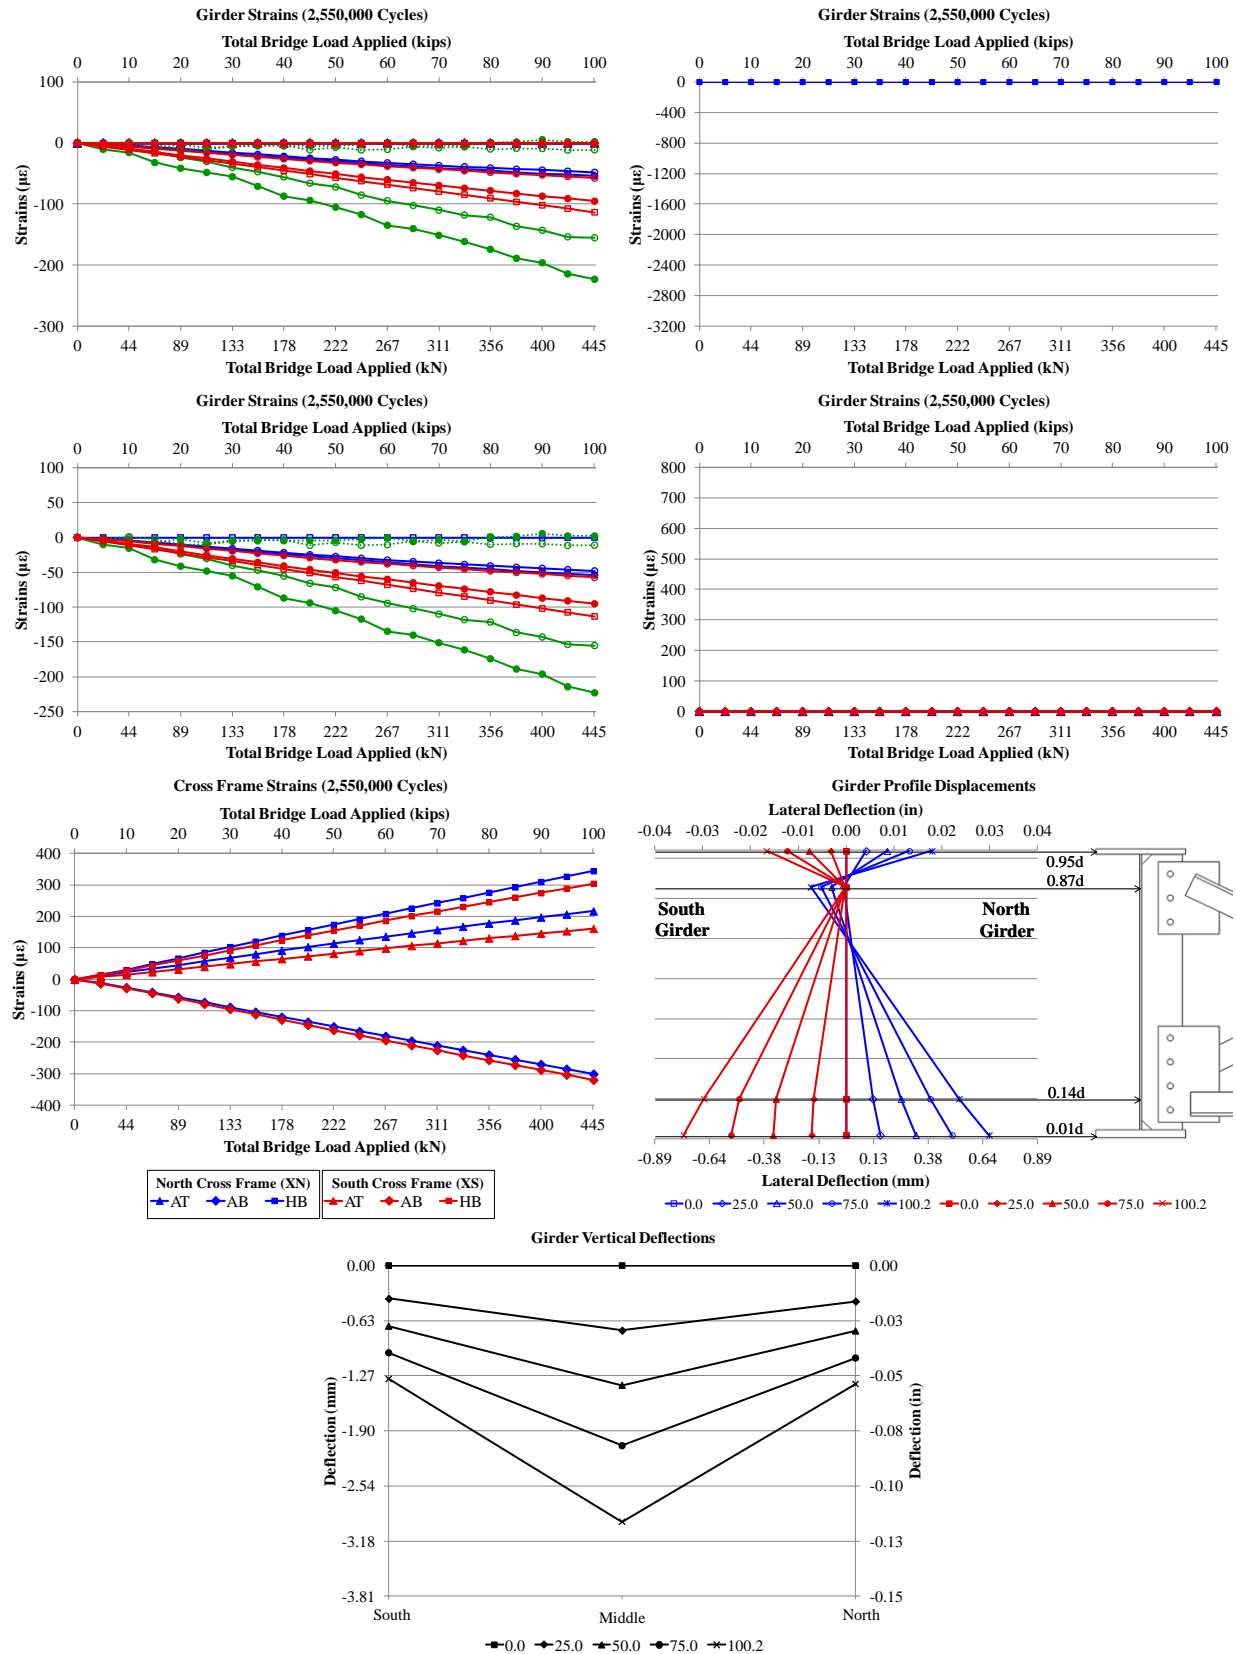 Girder Strains (2,550,000 Cycles)
Total Bridge Load Applied (kips)
0 10 20 30 40 50 60 70 80 90 100
100
0
-100
-200
-300
Strains (με)
0 44 89 133 178 222 267 311 356 400 445
Total Bridge Load Applied (kN)
Girder Strains (2,550,000 Cycles)
Total Bridge Load Applied (kips)
0 10 20 30 40 50 60 70 80 90 100
0
-400
-800
-1200
-1600
-2000
-2400
-2800
-3200
Strains (με)
0 44 89 133 178 222 267 311 356 400 445
Total Bridge Load Applied (kN)
Girder Strains (2,550,000 Cycles)
Total Bridge Load Applied (kips)
0 10 20 30 40 50 60 70 80 90 100
100
50
0
-50
-100
-150
-200
-250
Strains (με)
0 44 89 133 178 222 267 311 356 400 445
Total Bridge Load Applied (kN)
Girder Strains (2,550,000 Cycles)
Total Bridge Load Applied (kips)
0 10 20 30 40 50 60 70 80 90 100
800
700
600
500
400
300
200
100
0
Strains (με)
0 44 89 133 178 222 267 311 356 400 445
Total Bridge Load Applied (kN)
Cross Frame Strains (2,550,000 Cycles)
Total Bridge Load Applied (kips)
0 10 20 30 40 50 60 70 80 90 100
400
300
200
100
0
-100
-200
-300
-400
Strains (με)
0 44 89 133 178 222 267 311 356 400 445
Total Bridge Load Applied (kN)
North Cross Frame (XN)
AT AB HB
South Cross Frame (XS)
AT AB HB
Girder Profile Displacements
Lateral Deflection (in)
-0.04 -0.03 -0.02 -0.01 0.00 0.01 0.02 0.03 0.04
0.95d
0.87d
South
Girder
North
Girder
0.14d
0.01d
-0.89 -0.64 -0.38 -0.13 0.13 0.38 0.64 0.89
Lateral Deflection (mm)
0.0 25.0 50.0 75.0 100.2 0.0 25.0 50.0 75.0 100.2
Girder Vertical Deflections
0.00
-0.63
-1.27
-1.90
-2.54
-3.18
-3.81
Deflection (mm)
0.00
-0.03
-0.05
-0.08
-0.10
-0.13
-0.15
Deflection (in)
South Middle North
0.0 25.0 50.0 75.0 100.2